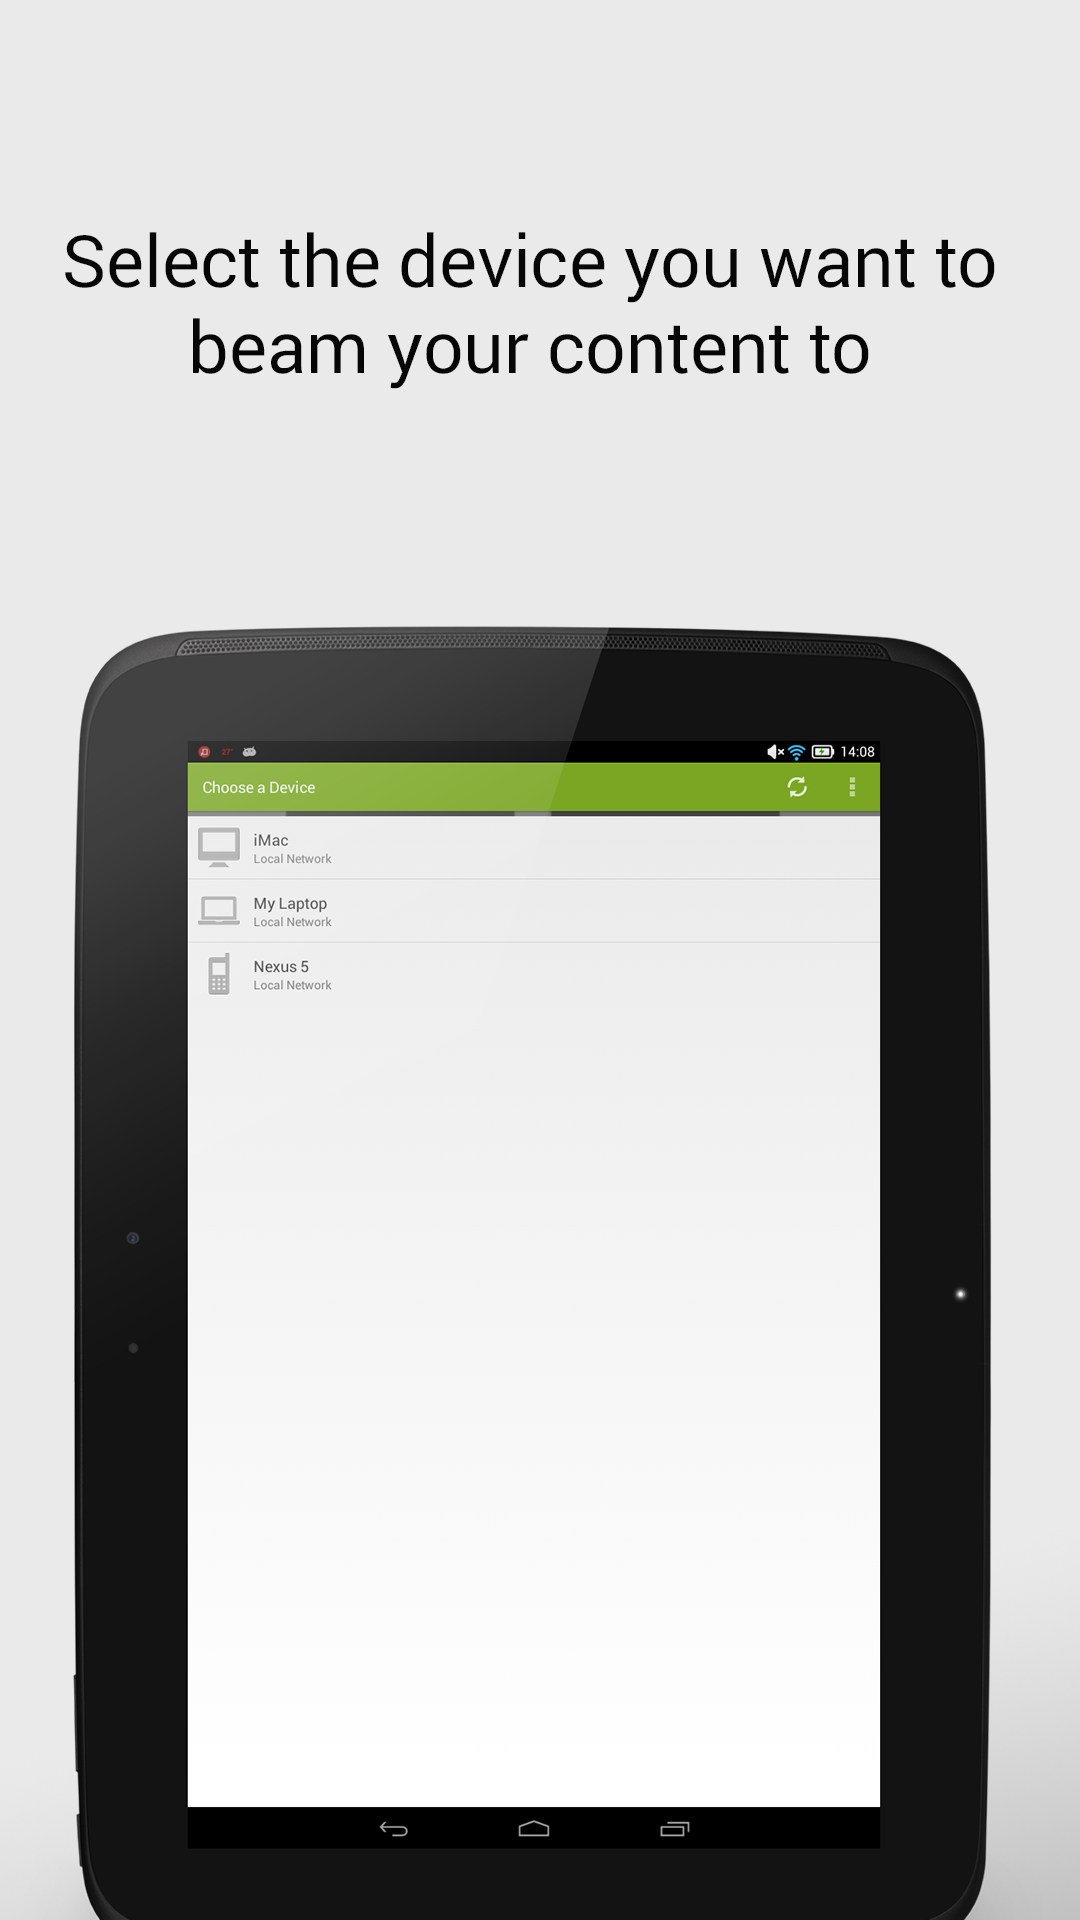 Select the device you want to
beam your content to
27°
14:08
Choose a Device
iMac
Local Network
My Laptop
Local Network
Nexus 5
Local Network